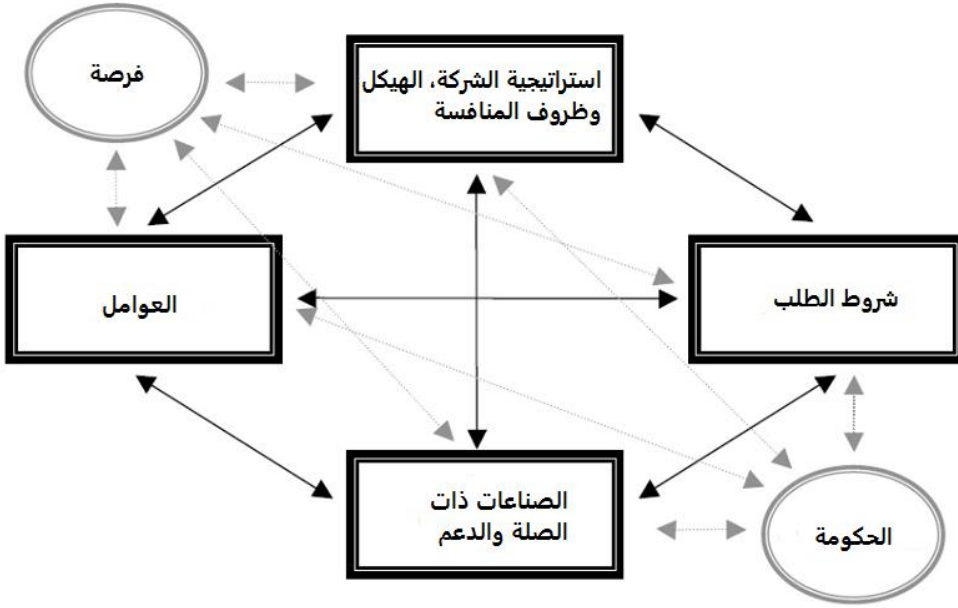 فرصة
استراتيجية الشركة، الهيكل
وظروف المنافسة
العوامل
شروط الطلب
الصناعات ذات
الصلة والدعم
الحكومة